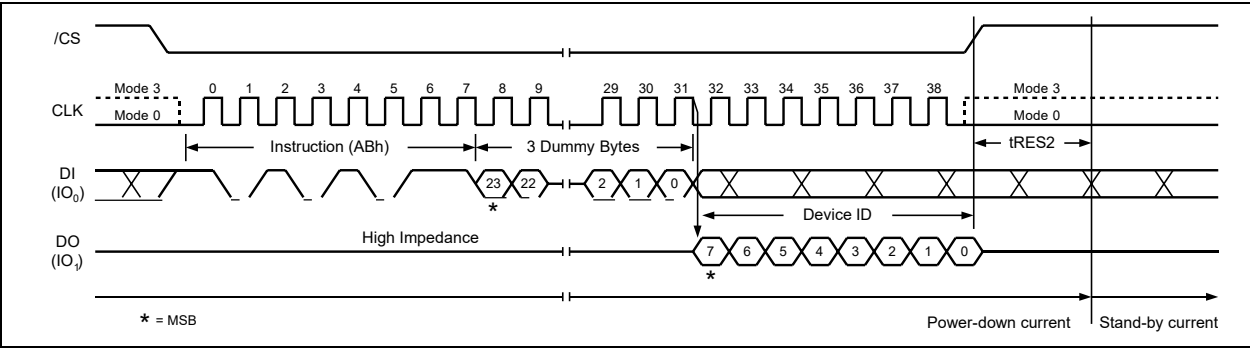 /CS
Mode 3 0 1 2 3 4 5 6 7 8 9 29 30 31 32 33 34 35 36 37 38 Mode 3
CLK
Mode 0 Mode 0
Instruction (ABh) 3 Dummy Bytes tRES2
DI
(IO0)
23 22 2 1 0
*
Device ID
DO
(IO1)
High Impedance
7 6 5 4 3 2 1 0
*
* = MSB
Power-down current Stand-by current